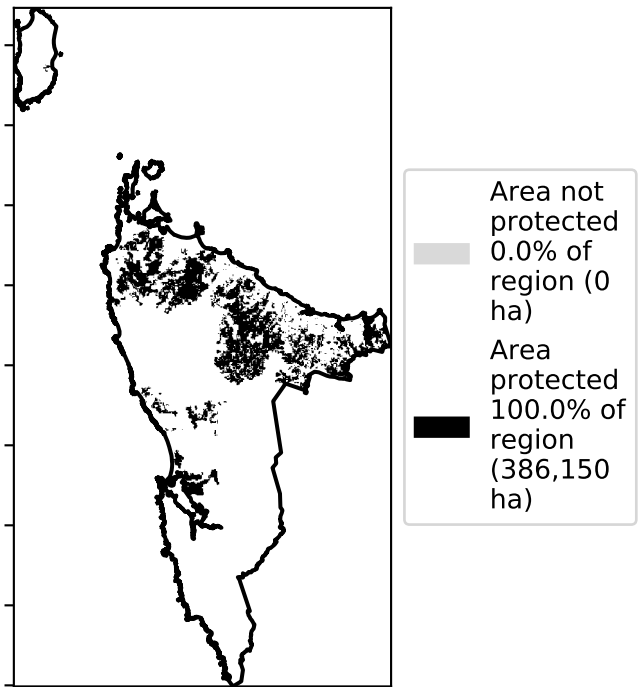 Area not
protected
0.0% of
region (0
ha)
Area
protected
100.0% of
region
(386,150
ha)